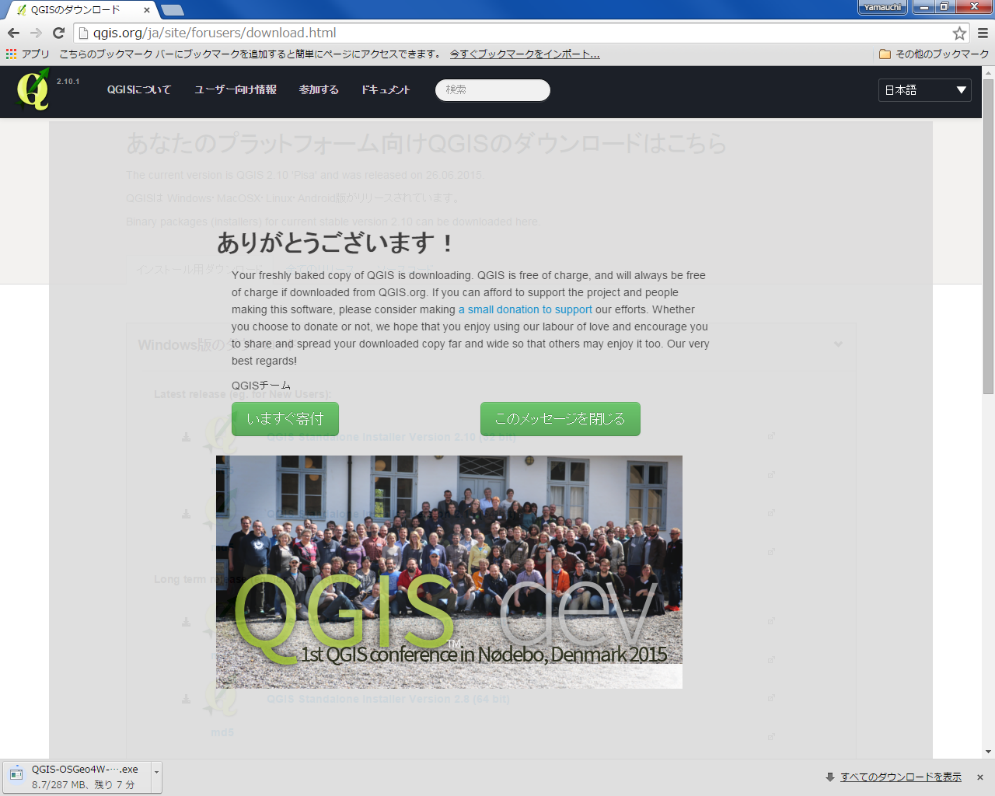 QGISのダウンロード
Yamauchi
qgis.org/ja/site/forusers/download.html
アプリ こちらのブックマーク バーにブックマークを追加すると簡単にページにアクセスできます。 今すぐブックマークをインポート... その他のブックマーク
2.10.1 QGISについて ユーザー向け情報 参加する ドキュメント 検索 日本語
あなたのプラットフォーム向けQGISのダウンロードはこちら
The current version is QGIS 2.10 'Pisa' and was released on 26.06.2015.
QGISは Windows, MacOSX, Linux, Android版がリリースされています。
Binary packages (installers) for current stable version 2.10 can be downloaded here.
ありがとうございます！
インストール用ダウン
Your freshly baked copy of QGIS is downloading. QGIS is free of charge, and will always be free
of charge if downloaded from QGIS.org. If you can afford to support the project and people
making this software, please consider making a small donation to support our efforts. Whether
you choose to donate or not, we hope that you enjoy using our labour of love and encourage you
to share and spread your downloaded copy far and wide so that others may enjoy it too. Our very
best regards!
Windows版の
QGISチーム
Latest release (eg. for New Users):
いますぐ寄付 このメッセージを閉じる
QGIS Standalone Installer Version 2.10 (32 bit)
Long term
QGIS dev
TM
1st QGIS conference in Nødebo, Denmark 2015
QGIS Standalone Installer Version 2.8 (64 bit)
md5
QGIS-OSGeo4W-....exe
8.7/287 MB、残り 7 分
すべてのダウンロードを表示